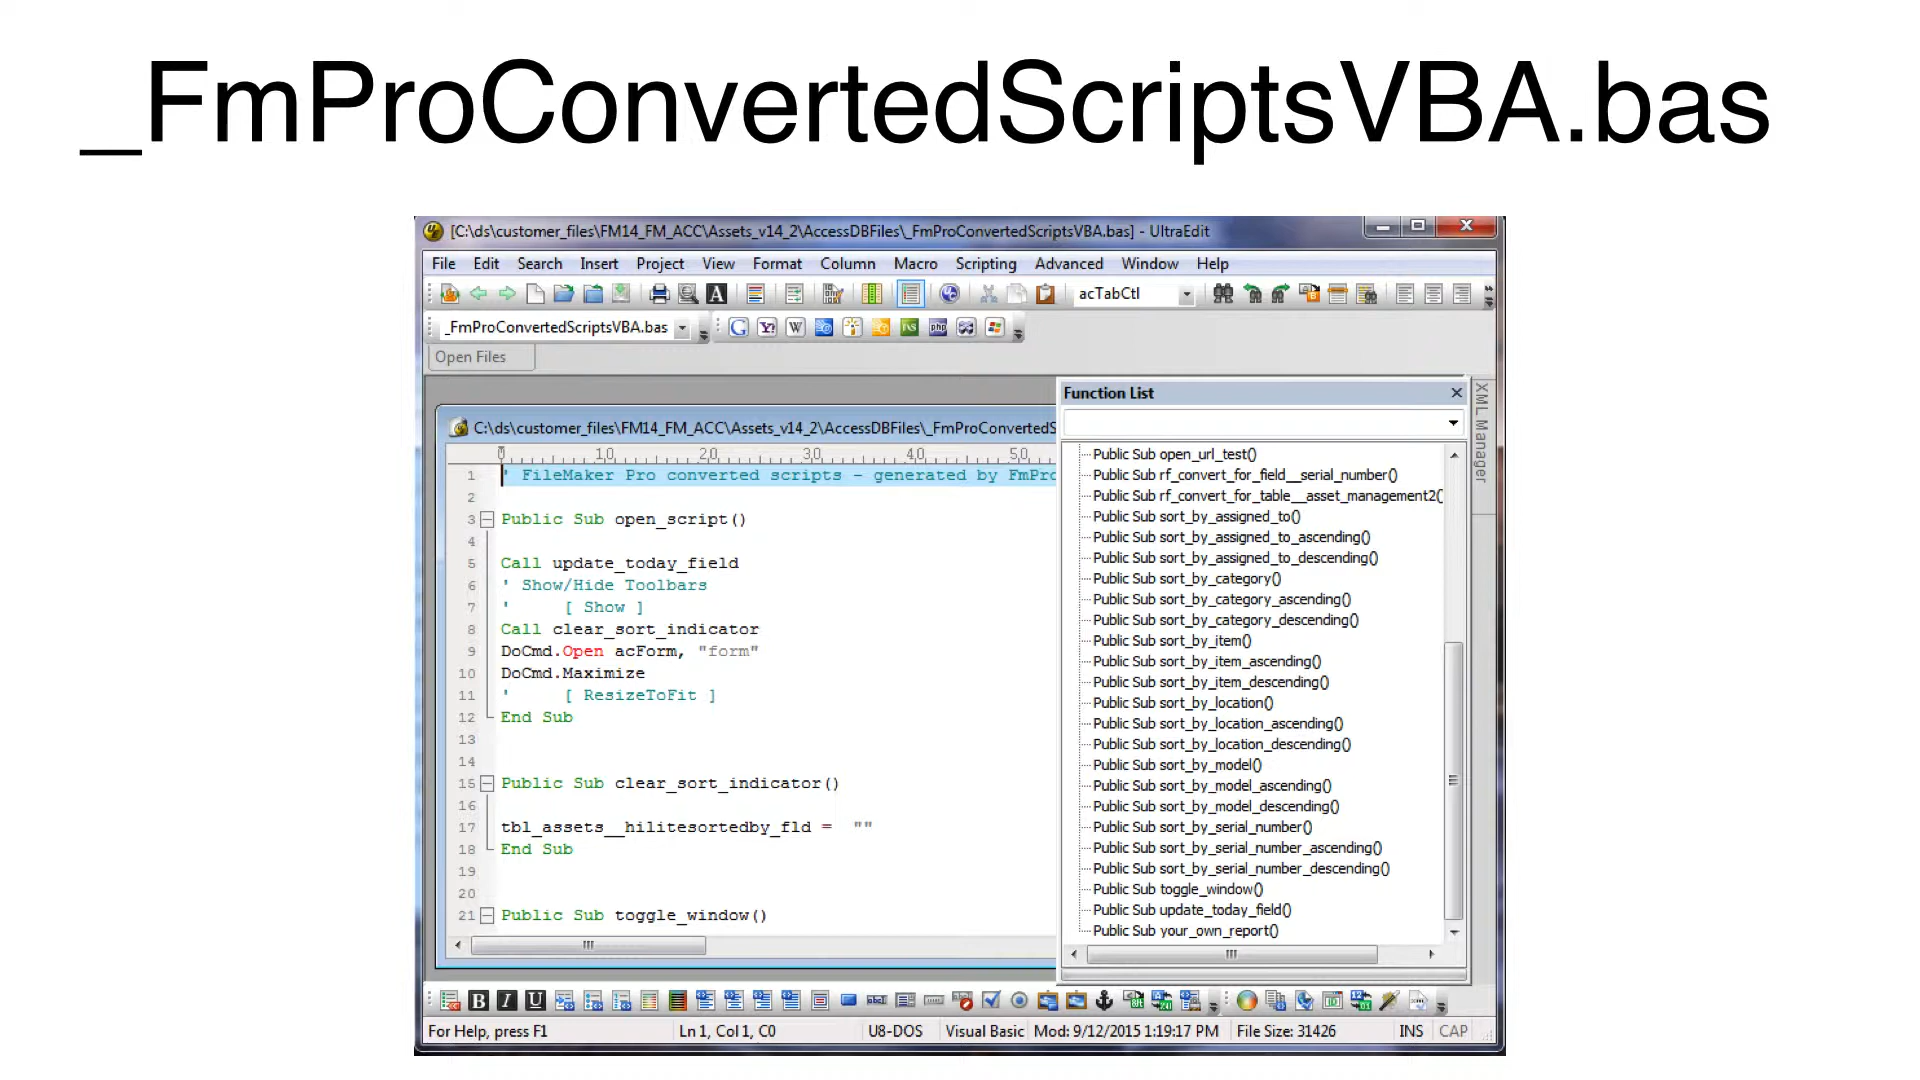 _FmProConvertedScriptsVBA.bas
[C:\ds\customer_files\FM14_FM_ACC\Assets_v14_2\AccessDBFiles\_FmProConvertedScriptsVBA.bas] - UltraEdit
File Edit Search Insert Project View Format Column Macro Scripting Advanced Window Help
acTabCtl
_FmProConvertedScriptsVBA.bas
Open Files
C:\ds\customer_files\FM14_FM_ACC\Assets_v14_2\AccessDBFiles\_FmProConvertedS
0 10 20 30 40 50
1 ' FileMaker Pro converted scripts - generated by FmPro
2
3 Public Sub open_script()
4
5 Call update_today_field
6 ' Show/Hide Toolbars
7 ' [ Show ]
8 Call clear_sort_indicator
9 DoCmd.Open acForm, "form"
10 DoCmd.Maximize
11 ' [ ResizeToFit ]
12 End Sub
13
14
15 Public Sub clear_sort_indicator()
16
17 tbl_assets__hilitesortedby_fld = ""
18 End Sub
19
20
21 Public Sub toggle_window()
Function List
Public Sub open_url_test()
Public Sub rf_convert_for_field__serial_number()
Public Sub rf_convert_for_table__asset_management2()
Public Sub sort_by_assigned_to()
Public Sub sort_by_assigned_to_ascending()
Public Sub sort_by_assigned_to_descending()
Public Sub sort_by_category()
Public Sub sort_by_category_ascending()
Public Sub sort_by_category_descending()
Public Sub sort_by_item()
Public Sub sort_by_item_ascending()
Public Sub sort_by_item_descending()
Public Sub sort_by_location()
Public Sub sort_by_location_ascending()
Public Sub sort_by_location_descending()
Public Sub sort_by_model()
Public Sub sort_by_model_ascending()
Public Sub sort_by_model_descending()
Public Sub sort_by_serial_number()
Public Sub sort_by_serial_number_ascending()
Public Sub sort_by_serial_number_descending()
Public Sub toggle_window()
Public Sub update_today_field()
Public Sub your_own_report()
XML Manager
For Help, press F1 Ln 1, Col 1, C0 U8-DOS Visual Basic Mod: 9/12/2015 1:19:17 PM File Size: 31426 INS CAP